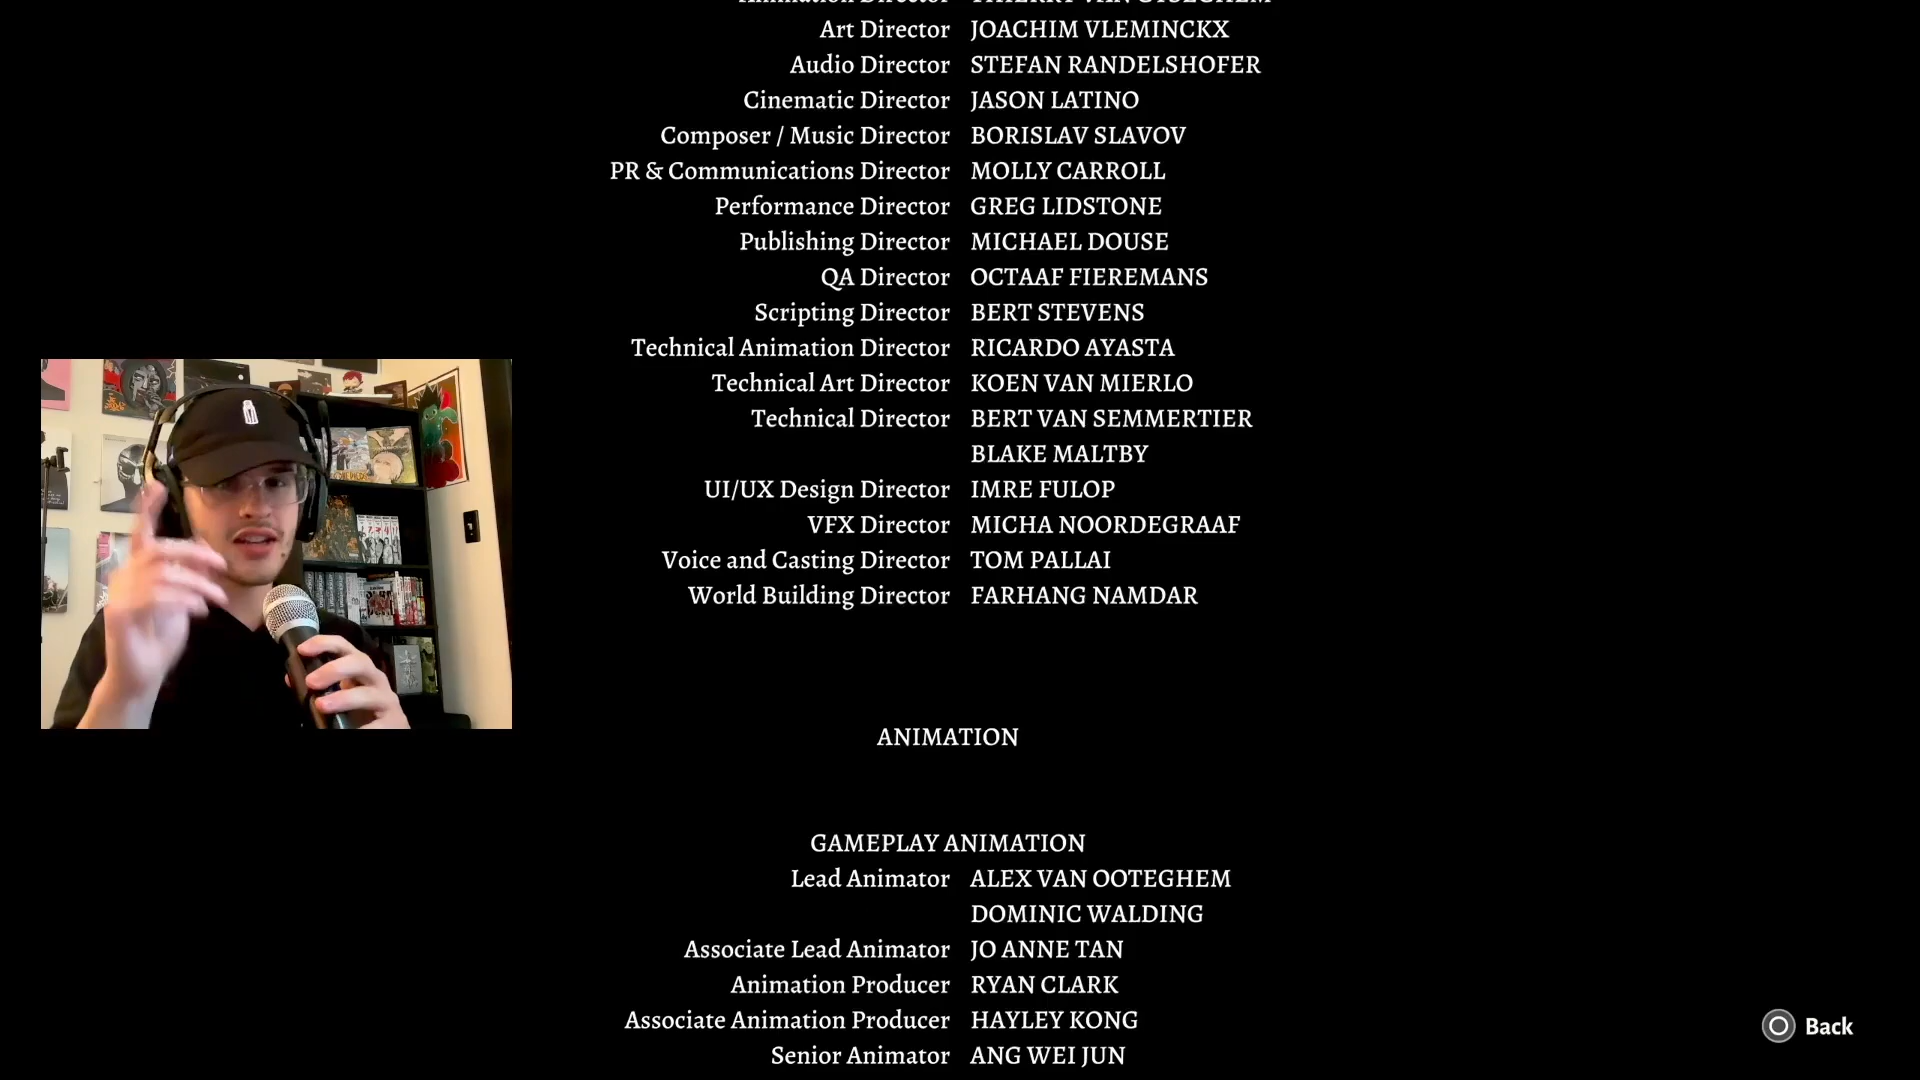 Art Director JOACHIM VLEMINCKX
Audio Director STEFAN RANDELSHOFER
Cinematic Director JASON LATINO
Composer / Music Director BORISLAV SLAVOV
PR & Communications Director MOLLY CARROLL
Performance Director GREG LIDSTONE
Publishing Director MICHAEL DOUSE
QA Director OCTAAF FIEREMANS
Scripting Director BERT STEVENS
Technical Animation Director RICARDO AYASTA
Technical Art Director KOEN VAN MIERLO
Technical Director BERT VAN SEMMERTIER
BLAKE MALTBY
UI/UX Design Director IMRE FULOP
VFX Director MICHA NOORDEGRAAF
Voice and Casting Director TOM PALLAI
World Building Director FARHANG NAMDAR
ANIMATION
GAMEPLAY ANIMATION
Lead Animator ALEX VAN OOTEGHEM
DOMINIC WALDING
Associate Lead Animator JO ANNE TAN
Animation Producer RYAN CLARK
Associate Animation Producer HAYLEY KONG
Senior Animator ANG WEI JUN
Back